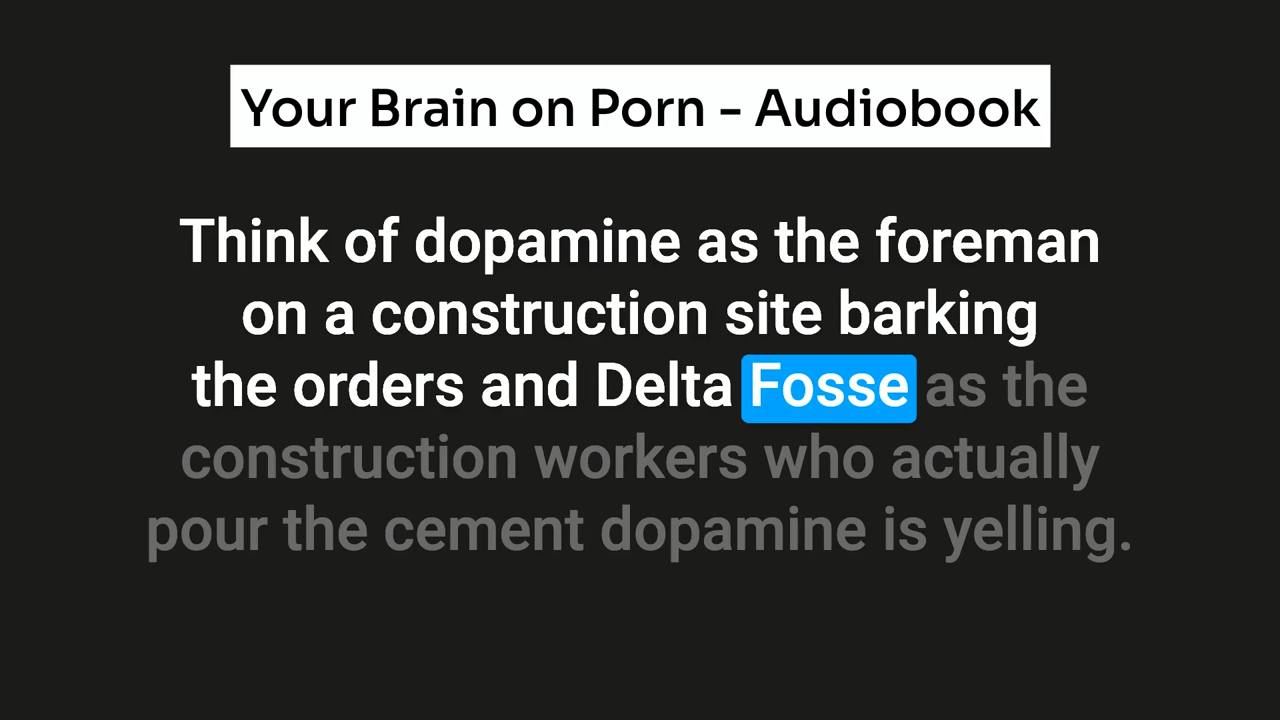 Your Brain on Porn - Audiobook
Think of dopamine as the foreman
on a construction site barking
the orders and Delta Fosse as the
construction workers who actually
pour the cement dopamine is yelling.